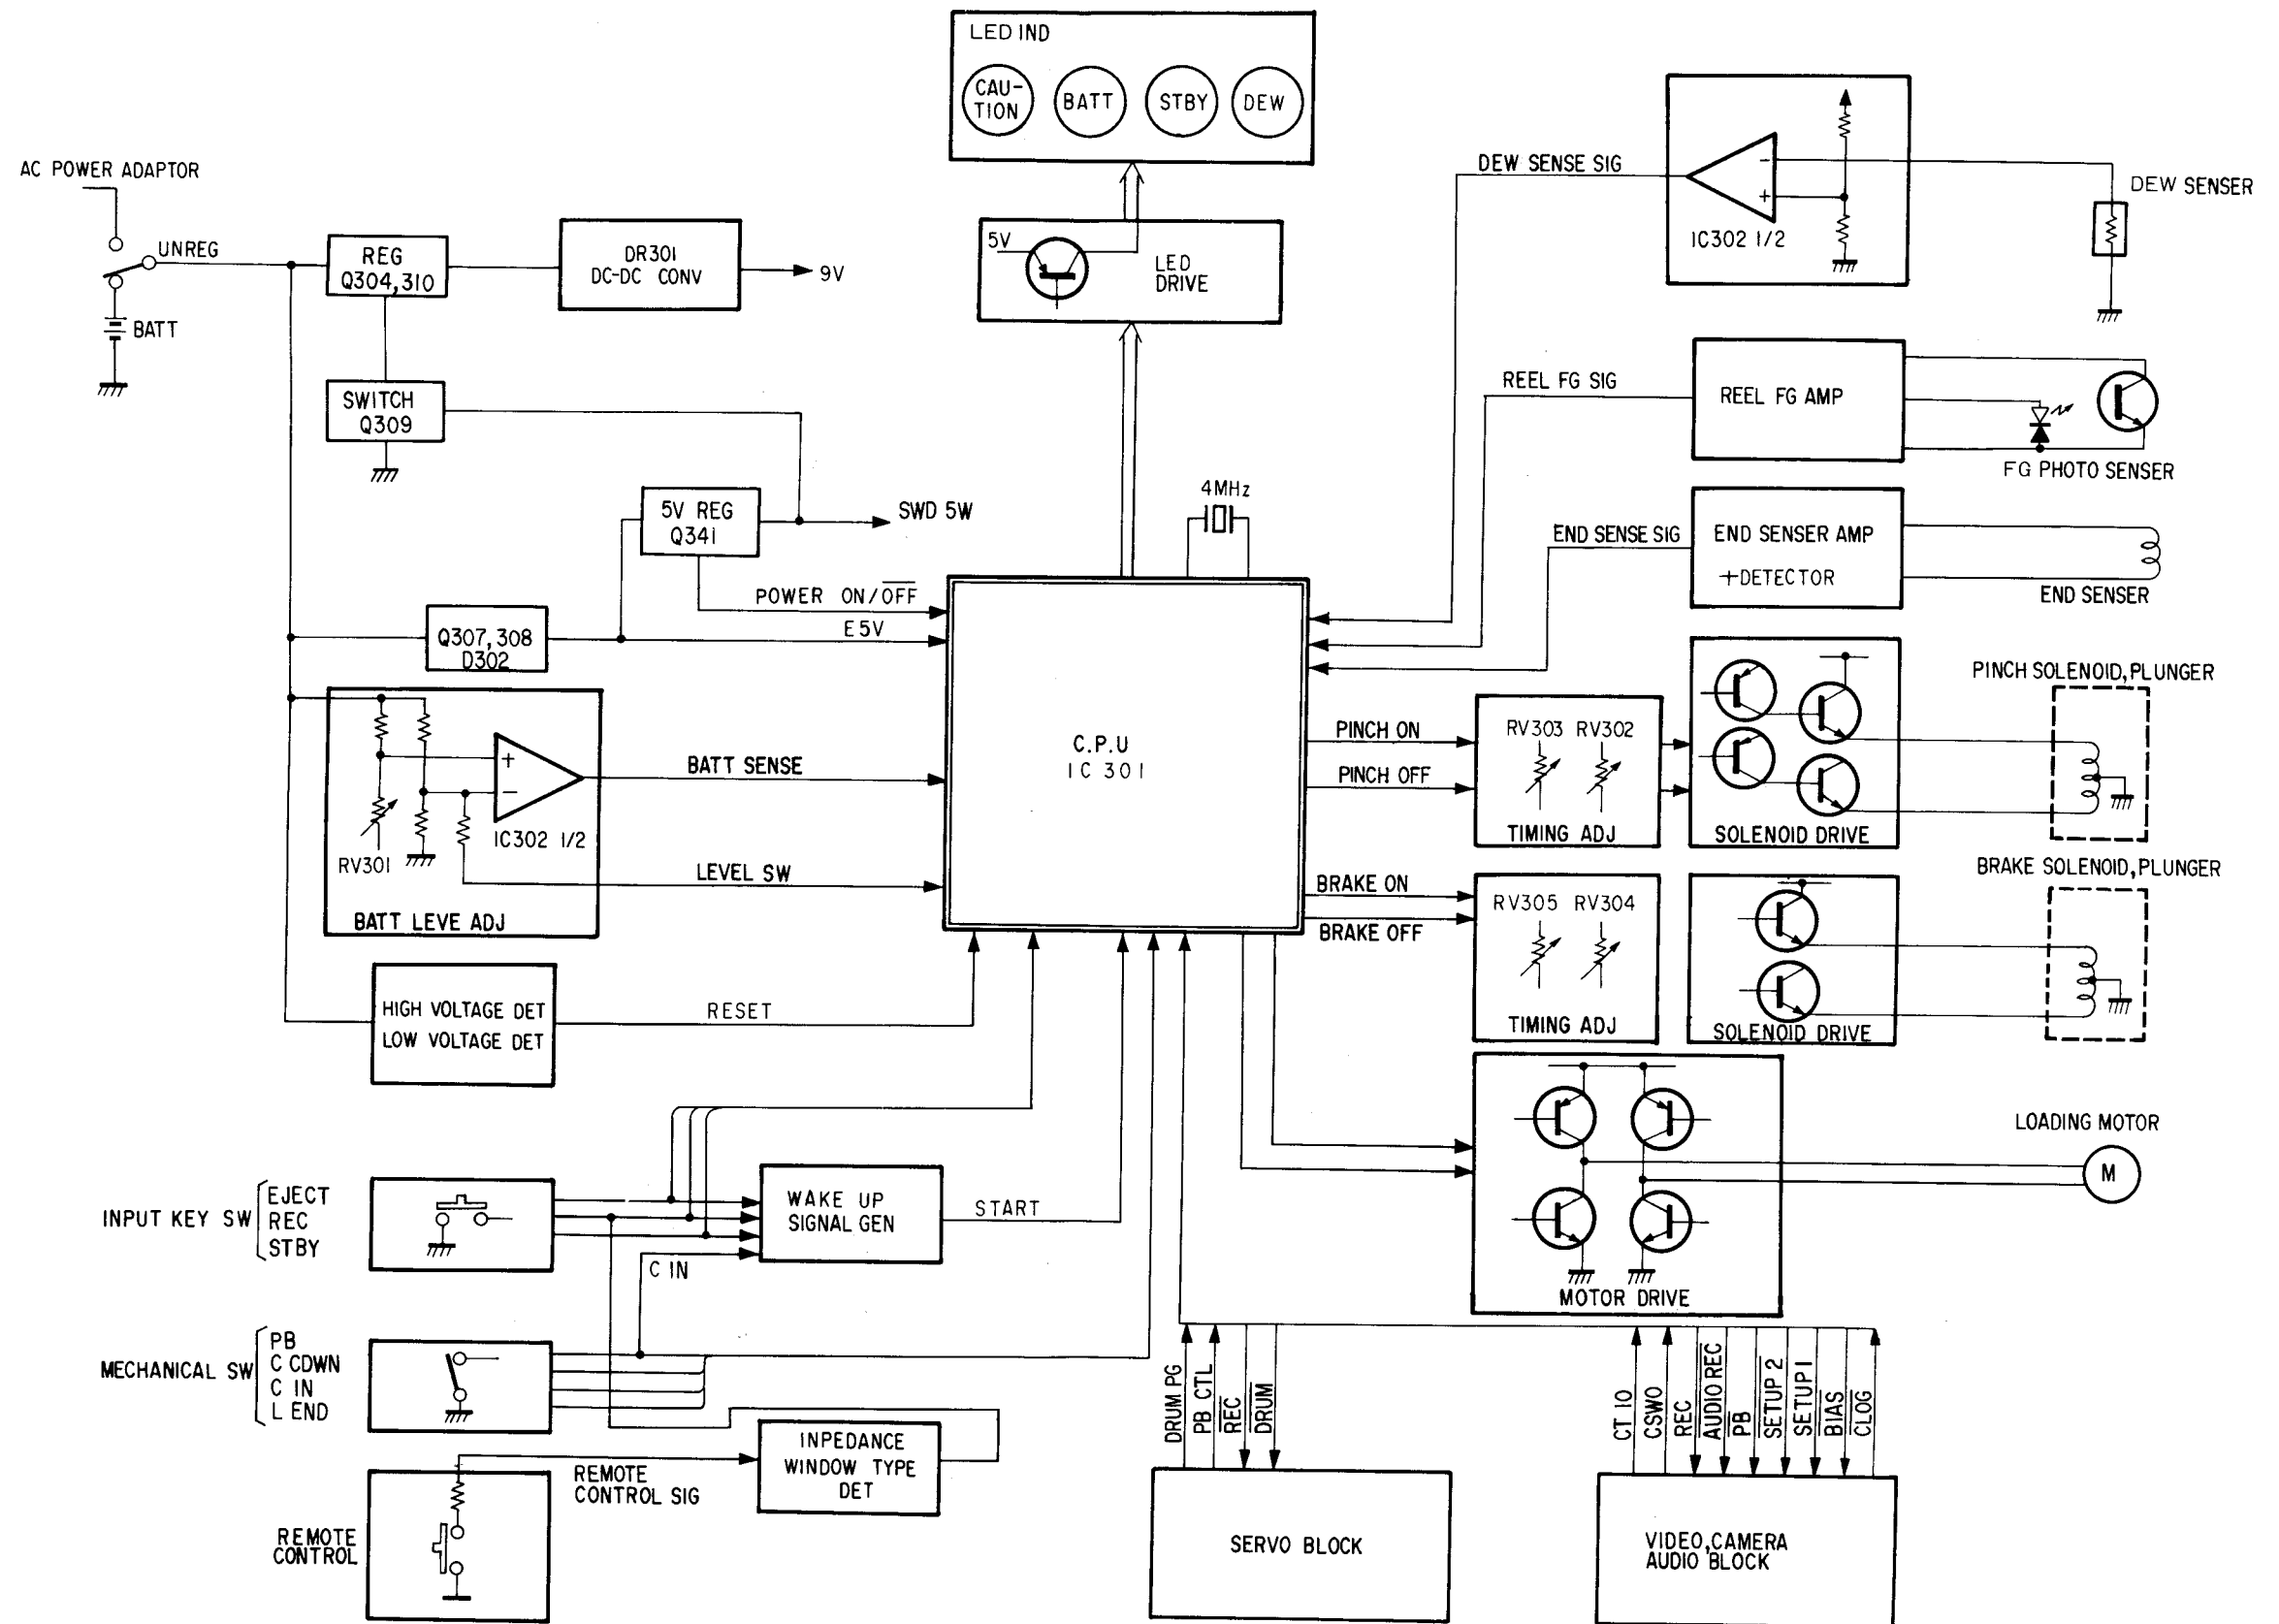 LED IND
CAU-
TION
BATT
STBY
DEW
AC POWER ADAPTOR
UNREG
BATT
REG
Q304,310
DR301
DC-DC CONV
9V
5V
LED
DRIVE
DEW SENSE SIG
IC302 1/2
DEW SENSER
SWITCH
Q309
REEL FG SIG
REEL FG AMP
FG PHOTO SENSER
5V REG
Q341
SWD 5W
4MHz
END SENSE SIG
END SENSER AMP
+DETECTOR
END SENSER
POWER ON/OFF
E5V
Q307,308
D302
C.P.U
IC 301
BATT SENSE
IC302 1/2
RV301
LEVEL SW
BATT LEVE ADJ
PINCH ON
PINCH OFF
RV303 RV302
TIMING ADJ
SOLENOID DRIVE
PINCH SOLENOID,PLUNGER
BRAKE ON
BRAKE OFF
RV305 RV304
TIMING ADJ
SOLENOID DRIVE
BRAKE SOLENOID,PLUNGER
HIGH VOLTAGE DET
LOW VOLTAGE DET
RESET
MOTOR DRIVE
LOADING MOTOR
M
INPUT KEY SW
EJECT
REC
STBY
WAKE UP
SIGNAL GEN
START
C IN
MECHANICAL SW
PB
C CDWN
C IN
L END
INPEDANCE
WINDOW TYPE
DET
REMOTE
CONTROL SIG
REMOTE
CONTROL
DRUM PG
PB CTL
REC
DRUM
SERVO BLOCK
CT 10
CSWO
REC
AUDIO REC
PB
SETUP 2
SETUP 1
BIAS
CLOG
VIDEO,CAMERA
AUDIO BLOCK